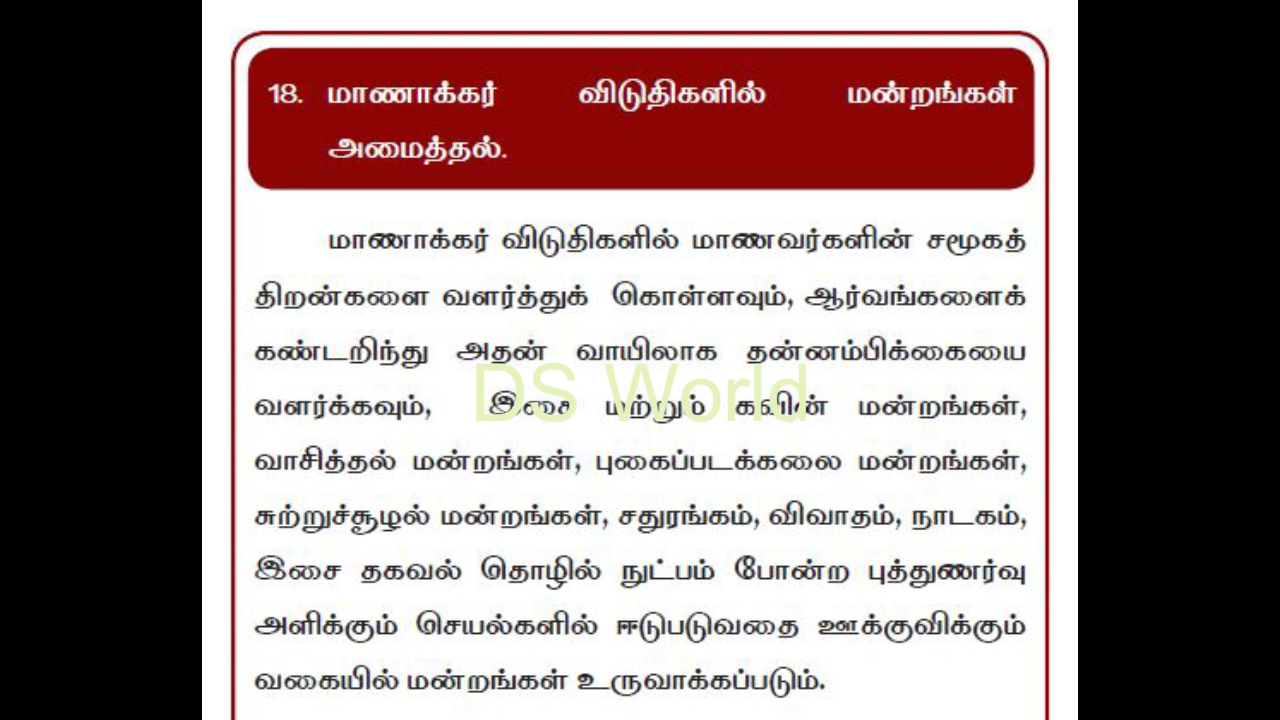 18. மாணாக்கர் விடுதிகளில் மன்றங்கள்
அமைத்தல்.
மாணாக்கர் விடுதிகளில் மாணவர்களின் சமூகத்
திறன்களை வளர்த்துக் கொள்ளவும், ஆர்வங்களைக்
கண்டறிந்து அதன் வாயிலாக தன்னம்பிக்கையை
வளர்க்கவும், இசை மற்றும் கவின் மன்றங்கள்,
DS World
வாசித்தல் மன்றங்கள், புகைப்படக்கலை மன்றங்கள்,
சுற்றுச்சூழல் மன்றங்கள், சதுரங்கம், விவாதம், நாடகம்,
இசை தகவல் தொழில் நுட்பம் போன்ற புத்துணர்வு
அளிக்கும் செயல்களில் ஈடுபடுவதை ஊக்குவிக்கும்
வகையில் மன்றங்கள் உருவாக்கப்படும்.